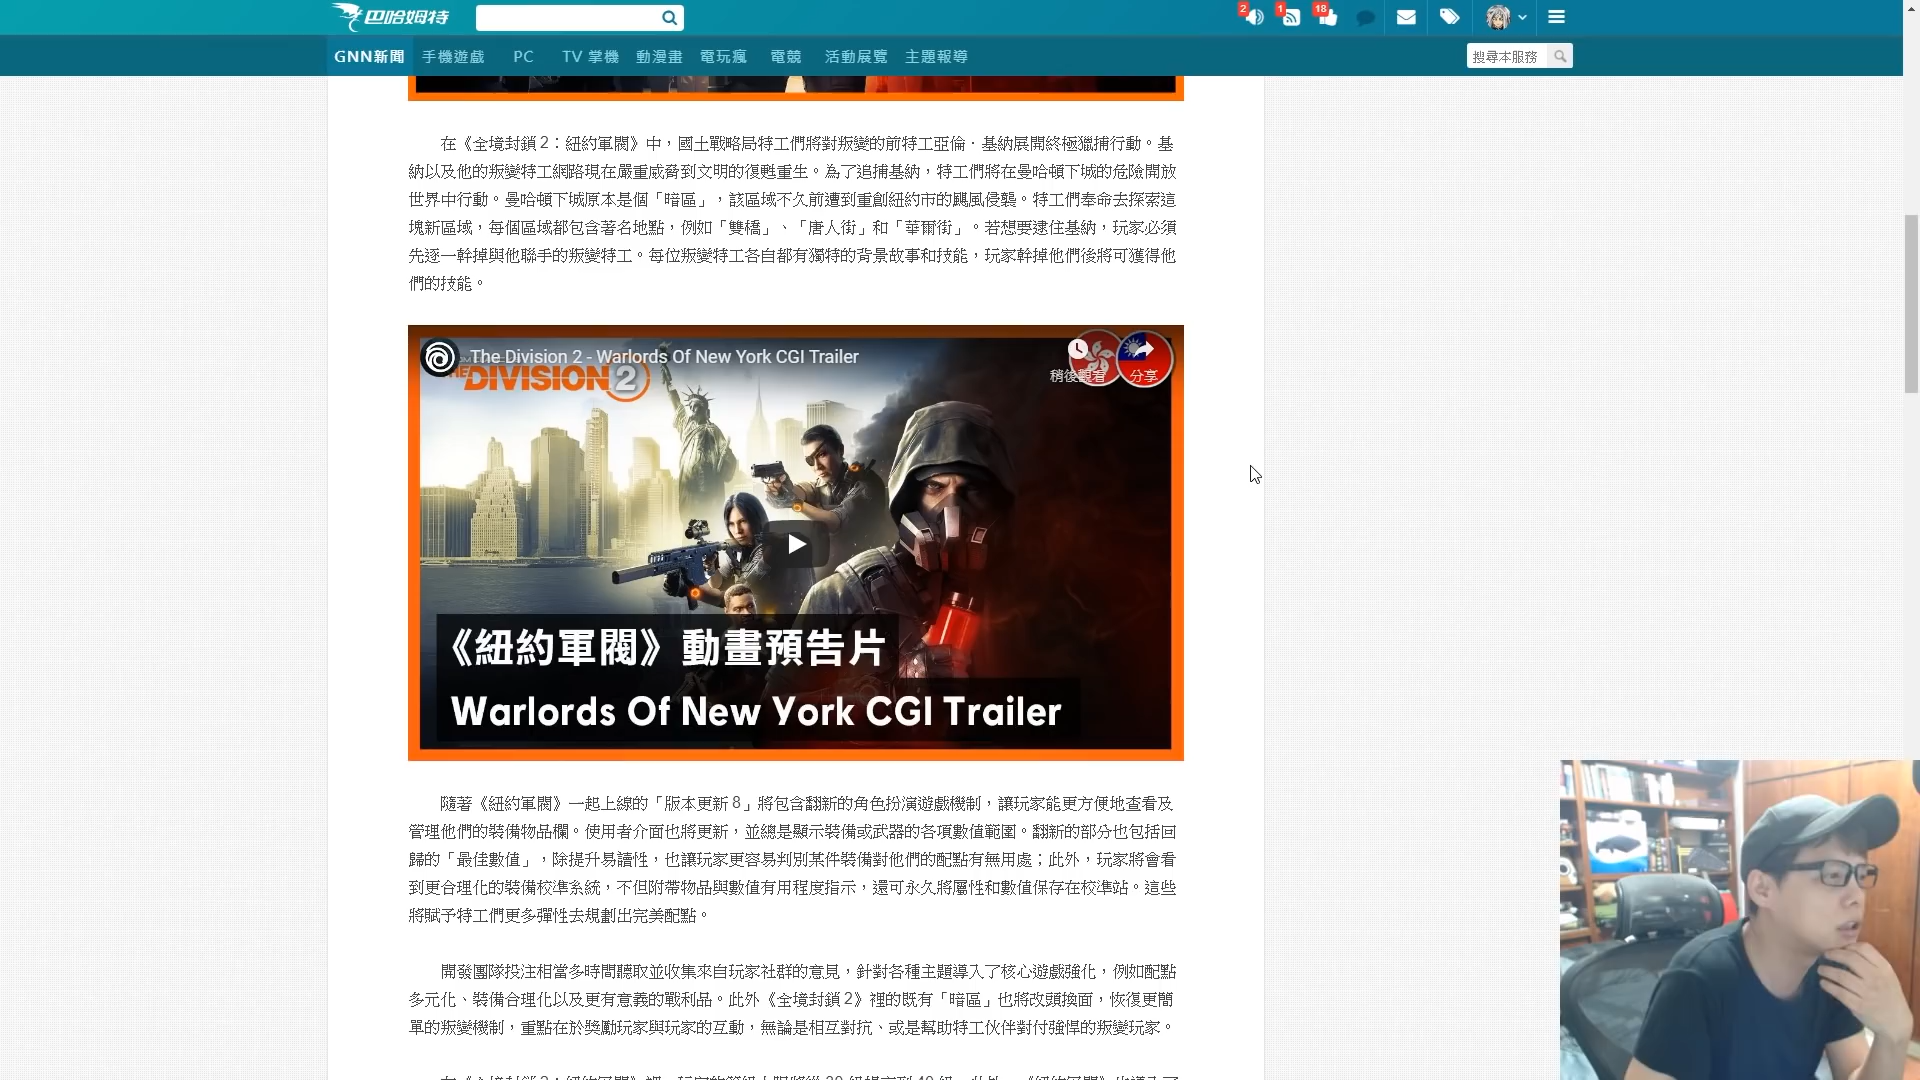 巴哈姆特
2
1
18
GNN新聞 手機遊戲 PC TV 掌機 動漫畫 電玩瘋 電競 活動展覽 主題報導
搜尋本服務
在《全境封鎖 2：紐約軍閥》中，國土戰略局特工們將對叛變的前特工亞倫．基納展開終極獵捕行動。基
納以及他的叛變特工網路現在嚴重威脅到文明的復甦重生。為了追捕基納，特工們將在曼哈頓下城的危險開放
世界中行動。曼哈頓下城原本是個「暗區」，該區域不久前遭到重創紐約市的颶風侵襲。特工們奉命去探索這
塊新區域，每個區域都包含著名地點，例如「雙橋」、「唐人街」和「華爾街」。若想要逮住基納，玩家必須
先逐一幹掉與他聯手的叛變特工。每位叛變特工各自都有獨特的背景故事和技能，玩家幹掉他們後將可獲得他
們的技能。
The Division 2 - Warlords Of New York CGI Trailer
稍後觀看 分享
THE DIVISION 2
《紐約軍閥》動畫預告片
Warlords Of New York CGI Trailer
隨著《紐約軍閥》一起上線的「版本更新 8」將包含翻新的角色扮演遊戲機制，讓玩家能更方便地查看及
管理他們的裝備物品欄。使用者介面也將更新，並總是顯示裝備或武器的各項數值範圍。翻新的部分也包括回
歸的「最佳數值」，除提升易讀性，也讓玩家更容易判別某件裝備對他們的配點有無用處；此外，玩家將會看
到更合理化的裝備校準系統，不但附帶物品與數值有用程度指示，還可永久將屬性和數值保存在校準站。這些
將賦予特工們更多彈性去規劃出完美配點。
開發團隊投注相當多時間聽取並收集來自玩家社群的意見，針對各種主題導入了核心遊戲強化，例如配點
多元化、裝備合理化以及更有意義的戰利品。此外《全境封鎖 2》裡的既有「暗區」也將改頭換面，恢復更簡
單的叛變機制，重點在於獎勵玩家與玩家的互動，無論是相互對抗、或是幫助特工伙伴對付強悍的叛變玩家。